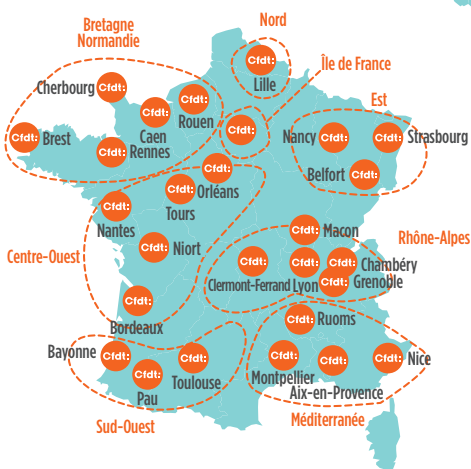 Nord
Bretagne
Normandie
Cfdt:
Lille
Île de France
Cherbourg
Cfdt:
Cfdt:
Rouen
Cfdt:
Caen
Est
Cfdt:
Cfdt:
Brest
Cfdt:
Rennes
Nancy
Cfdt:
Cfdt:
Strasbourg
Belfort
Cfdt:
Cfdt:
Orléans
Cfdt:
Tours
Cfdt:
Nantes
Cfdt:
Macon
Rhône-Alpes
Centre-Ouest
Cfdt:
Niort
Cfdt:
Clermont-Ferrand
Cfdt:
Lyon
Cfdt:
Chambéry
Cfdt:
Grenoble
Cfdt:
Bordeaux
Cfdt:
Ruoms
Bayonne
Cfdt:
Cfdt:
Pau
Cfdt:
Toulouse
Cfdt:
Montpellier
Cfdt:
Aix-en-Provence
Cfdt:
Nice
Sud-Ouest
Méditerranée